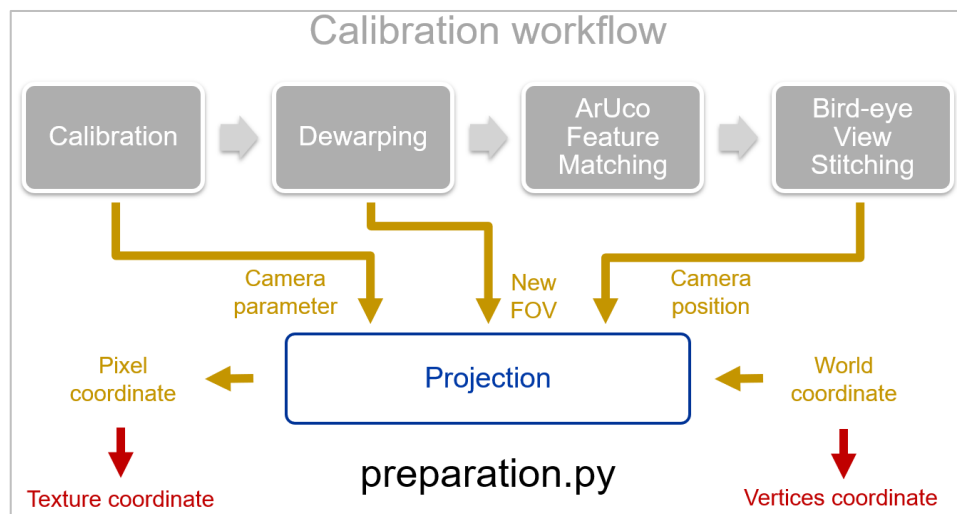 Calibration workflow
Calibration
Dewarping
ArUco
Feature
Matching
Bird-eye
View
Stitching
Camera
parameter
New
FOV
Camera
position
Pixel
coordinate
Projection
World
coordinate
preparation.py
Texture coordinate
Vertices coordinate